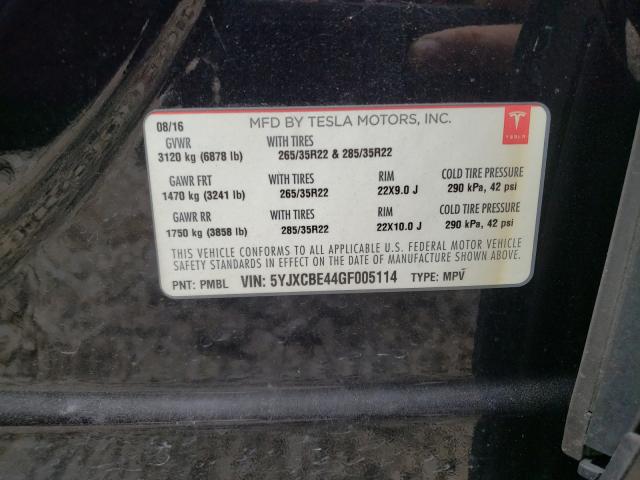 08/16 MFD BY TESLA MOTORS, INC.
TESLA
GVWR WITH TIRES
3120 kg (6878 lb) 265/35R22 & 285/35R22
GAWR FRT WITH TIRES RIM COLD TIRE PRESSURE
1470 kg (3241 lb) 265/35R22 22X9.0 J 290 kPa, 42 psi
GAWR RR WITH TIRES RIM COLD TIRE PRESSURE
1750 kg (3858 lb) 285/35R22 22X10.0 J 290 kPa, 42 psi
THIS VEHICLE CONFORMS TO ALL APPLICABLE U.S. FEDERAL MOTOR VEHICLE
SAFETY STANDARDS IN EFFECT ON THE DATE OF MANUFACTURE SHOWN ABOVE.
PNT: PMBL VIN: 5YJXCBE44GF005114 TYPE: MPV